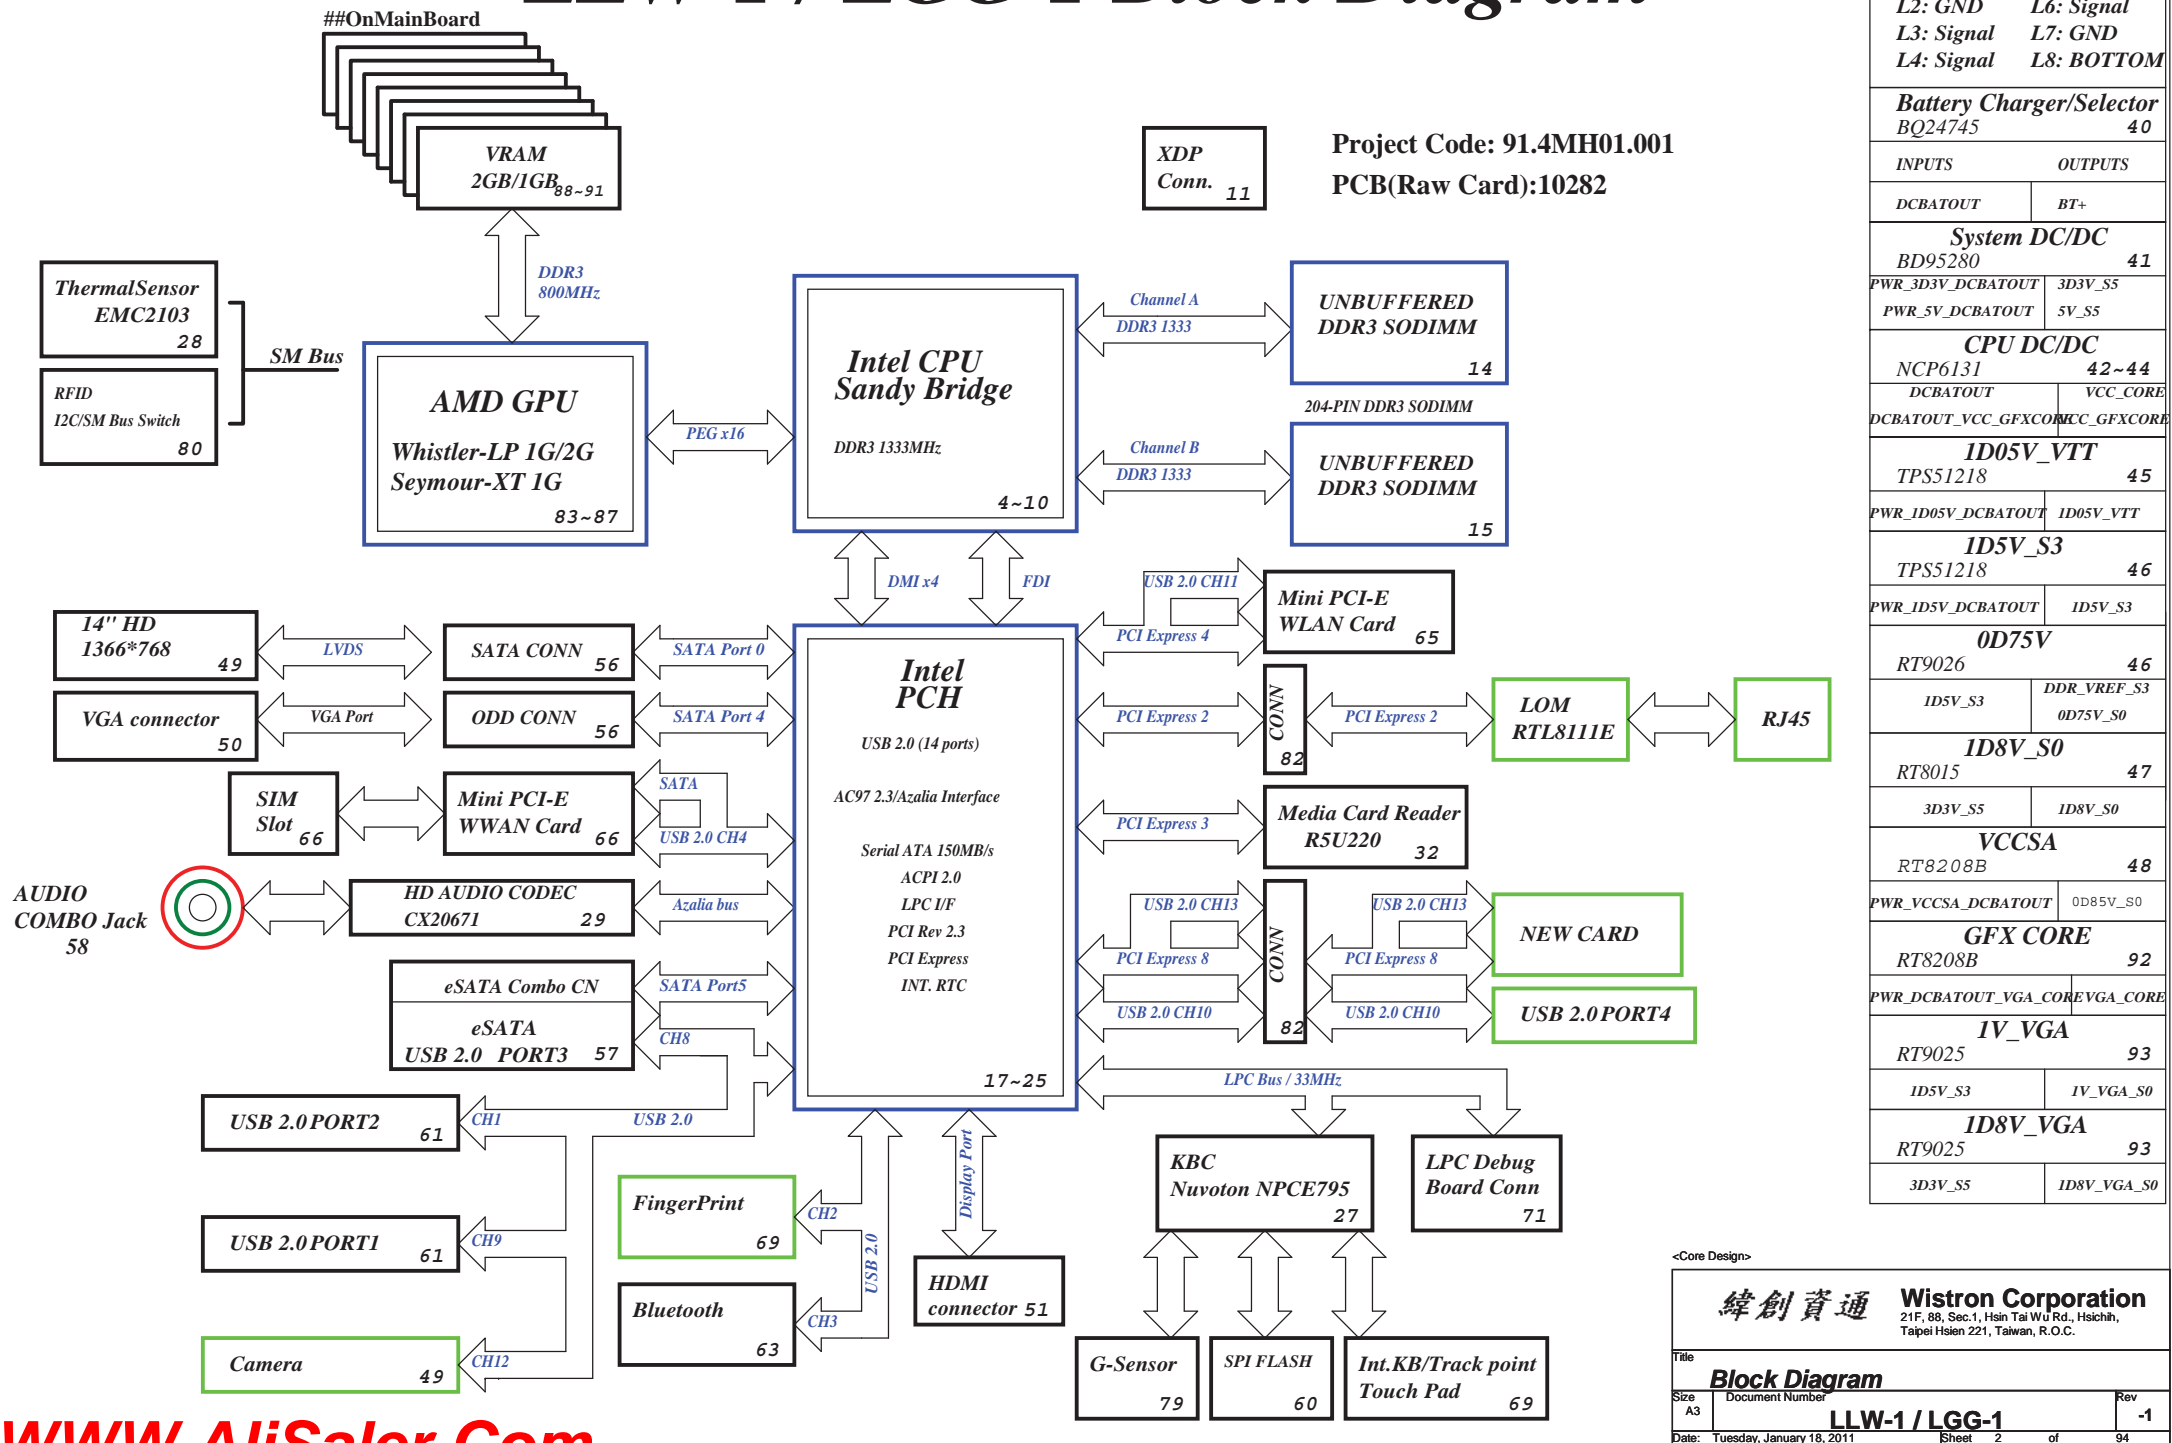 LLW-1 / LGG-1 Block Diagram
##OnMainBoard
VRAM
2GB/1GB
88~91
XDP
Conn.
11
Project Code: 91.4MH01.001
PCB(Raw Card):10282
DDR3
800MHz
ThermalSensor
EMC2103
28
RFID
I2C/SM Bus Switch
80
SM Bus
AMD GPU
Whistler-LP 1G/2G
Seymour-XT 1G
83~87
PEG x16
Intel CPU
Sandy Bridge
DDR3 1333MHz
4~10
Channel A
DDR3 1333
UNBUFFERED
DDR3 SODIMM
14
204-PIN DDR3 SODIMM
Channel B
DDR3 1333
UNBUFFERED
DDR3 SODIMM
15
DMI x4
FDI
14" HD
1366*768
49
LVDS
SATA CONN
56
SATA Port 0
VGA connector
50
VGA Port
ODD CONN
56
SATA Port 4
SIM
Slot
66
Mini PCI-E
WWAN Card
66
SATA
USB 2.0 CH4
AUDIO
COMBO Jack
58
HD AUDIO CODEC
CX20671
29
Azalia bus
eSATA Combo CN
eSATA
USB 2.0 PORT3
57
SATA Port5
CH8
USB 2.0 PORT2
61
CH1
USB 2.0
USB 2.0 PORT1
61
CH9
Camera
49
CH12
Intel
PCH
USB 2.0 (14 ports)
AC97 2.3/Azalia Interface
Serial ATA 150MB/s
ACPI 2.0
LPC I/F
PCI Rev 2.3
PCI Express
INT. RTC
17~25
USB 2.0 CH11
PCI Express 4
Mini PCI-E
WLAN Card
65
PCI Express 2
CONN
82
PCI Express 2
LOM
RTL8111E
RJ45
PCI Express 3
Media Card Reader
R5U220
32
USB 2.0 CH13
PCI Express 8
USB 2.0 CH10
CONN
82
USB 2.0 CH13
PCI Express 8
USB 2.0 CH10
NEW CARD
USB 2.0 PORT4
LPC Bus / 33MHz
FingerPrint
69
CH2
USB 2.0
Bluetooth
63
CH3
Display Port
HDMI
connector
51
KBC
Nuvoton NPCE795
27
LPC Debug
Board Conn
71
G-Sensor
79
SPI FLASH
60
Int.KB/Track point
Touch Pad
69
L2: GND L6: Signal
L3: Signal L7: GND
L4: Signal L8: BOTTOM
Battery Charger/Selector
BQ24745 40
INPUTS OUTPUTS
DCBATOUT BT+
System DC/DC
BD95280 41
PWR_3D3V_DCBATOUT 3D3V_S5
PWR_5V_DCBATOUT 5V_S5
CPU DC/DC
NCP6131 42~44
DCBATOUT VCC_CORE
DCBATOUT_VCC_GFXCORE VCC_GFXCORE
1D05V_VTT
TPS51218 45
PWR_1D05V_DCBATOUT 1D05V_VTT
1D5V_S3
TPS51218 46
PWR_1D5V_DCBATOUT 1D5V_S3
0D75V
RT9026 46
1D5V_S3 DDR_VREF_S3
0D75V_S0
1D8V_S0
RT8015 47
3D3V_S5 1D8V_S0
VCCSA
RT8208B 48
PWR_VCCSA_DCBATOUT 0D85V_S0
GFX CORE
RT8208B 92
PWR_DCBATOUT_VGA_CORE VGA_CORE
1V_VGA
RT9025 93
1D5V_S3 1V_VGA_S0
1D8V_VGA
RT9025 93
3D3V_S5 1D8V_VGA_S0
<Core Design>
緯創資通
Wistron Corporation
21F, 88, Sec.1, Hsin Tai Wu Rd., Hsichih,
Taipei Hsien 221, Taiwan, R.O.C.
Title
Block Diagram
Size Document Number Rev
A3 LLW-1 / LGG-1 -1
Date: Tuesday, January 18, 2011 Sheet 2 of 94
WWW.AliSaler.Com